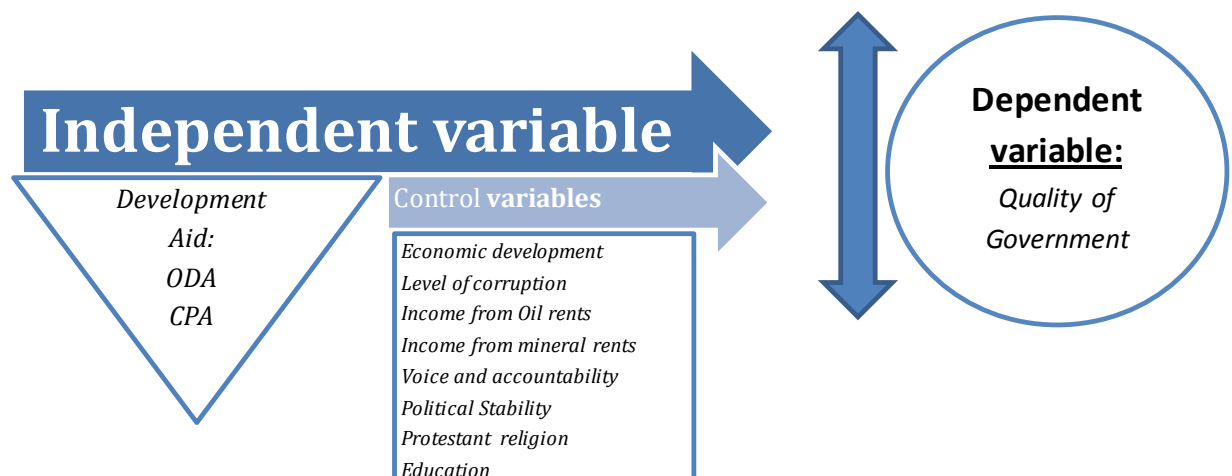 Independent variable
Development
Aid:
ODA
CPA
Control variables
Economic development
Level of corruption
Income from Oil rents
Income from mineral rents
Voice and accountability
Political Stability
Protestant religion
Education
Dependent
variable:
Quality of
Government